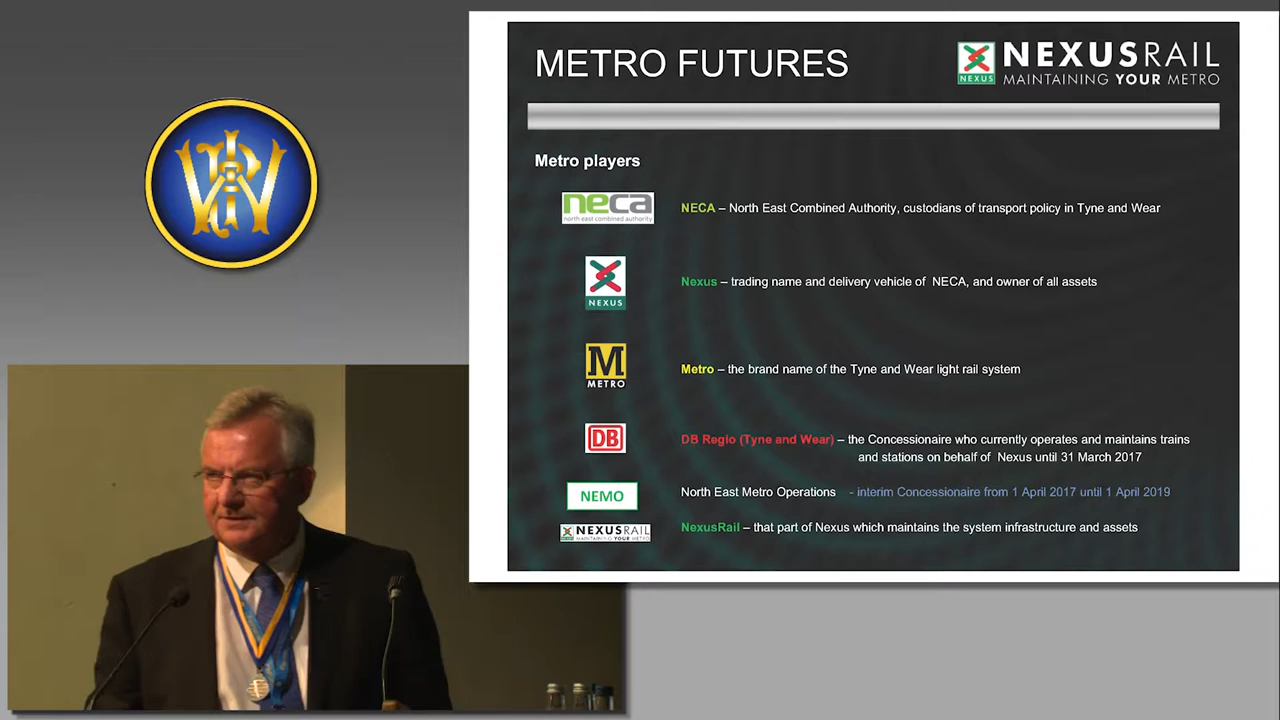 METRO FUTURES
NEXUS
NEXUSRAIL
MAINTAINING YOUR METRO
Metro players
neca
north east combined authority
NECA – North East Combined Authority, custodians of transport policy in Tyne and Wear
NEXUS
Nexus – trading name and delivery vehicle of NECA, and owner of all assets
M
METRO
Metro – the brand name of the Tyne and Wear light rail system
DB
DB Regio (Tyne and Wear) – the Concessionaire who currently operates and maintains trains
and stations on behalf of Nexus until 31 March 2017
NEMO
North East Metro Operations - interim Concessionaire from 1 April 2017 until 1 April 2019
NEXUSRAIL
MAINTAINING YOUR METRO
NexusRail – that part of Nexus which maintains the system infrastructure and assets